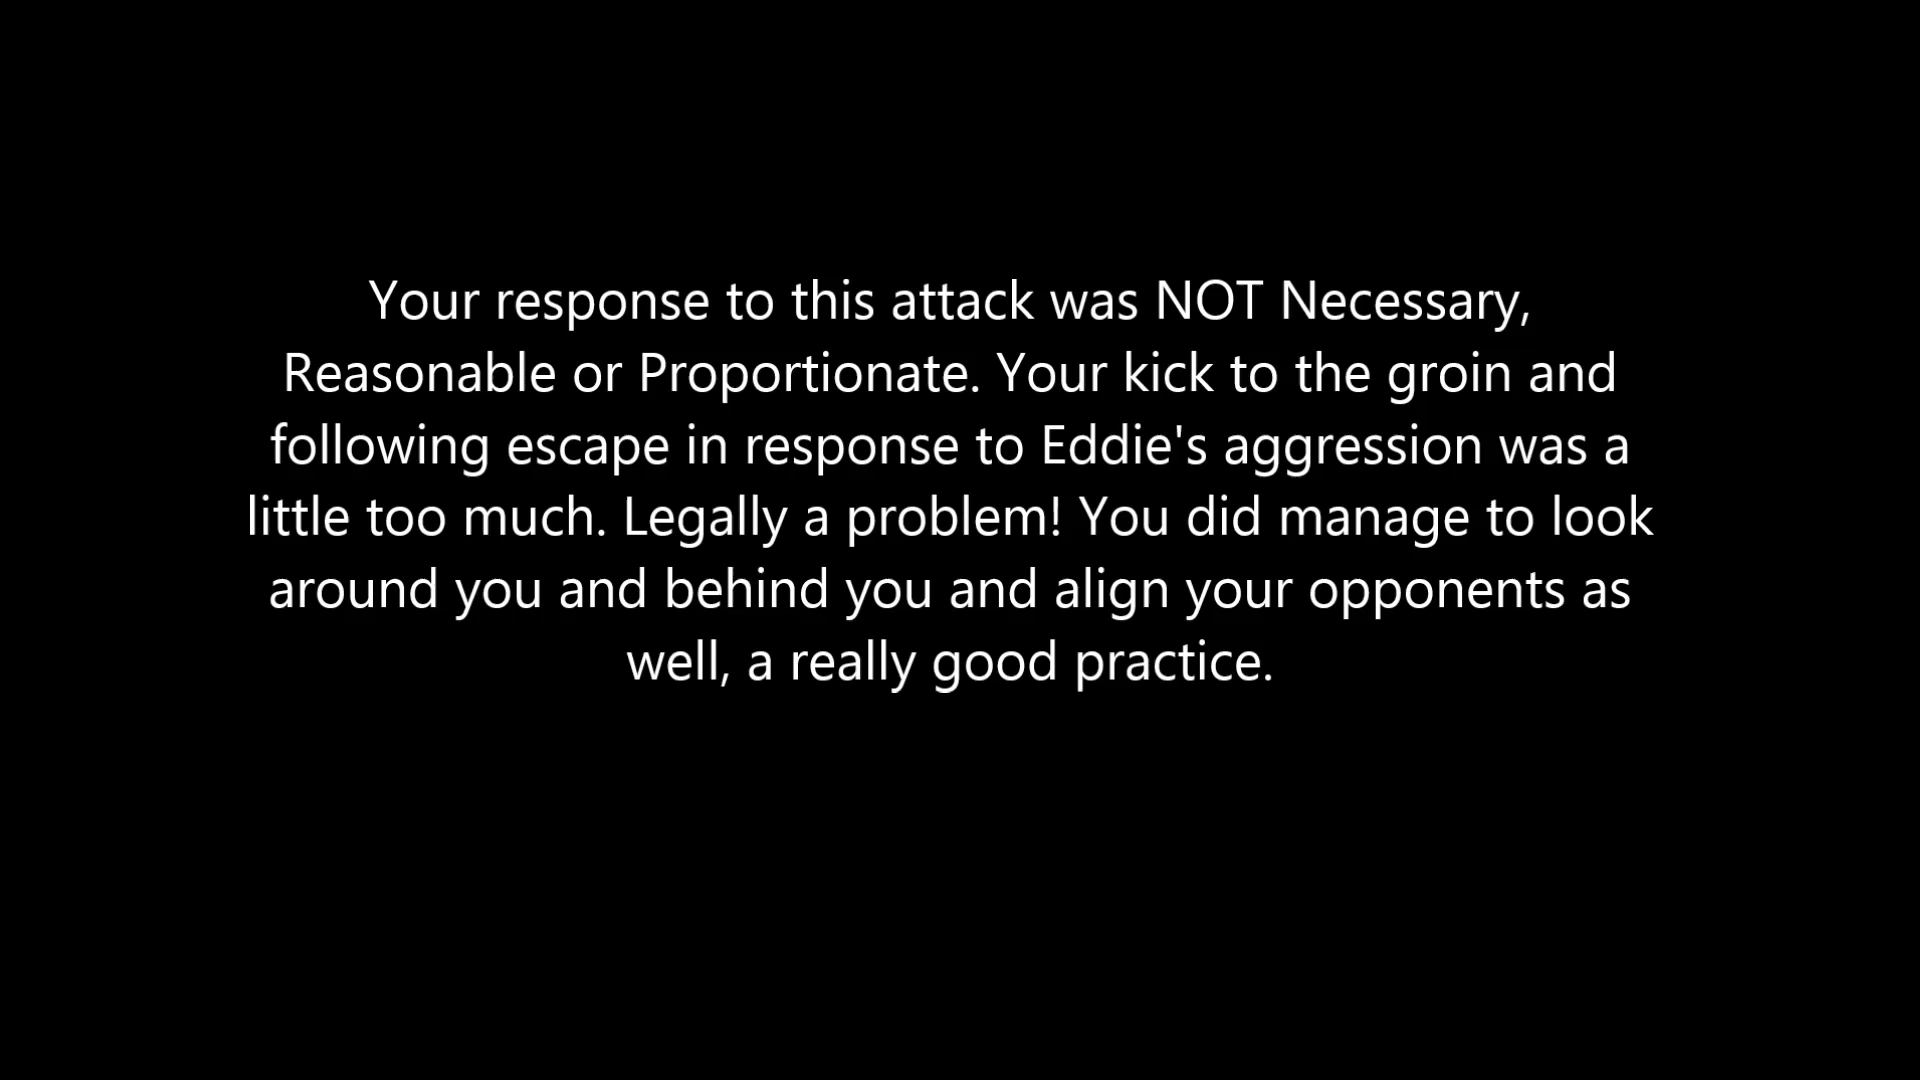 Your response to this attack was NOT Necessary,
Reasonable or Proportionate. Your kick to the groin and
following escape in response to Eddie's aggression was a
little too much. Legally a problem! You did manage to look
around you and behind you and align your opponents as
well, a really good practice.